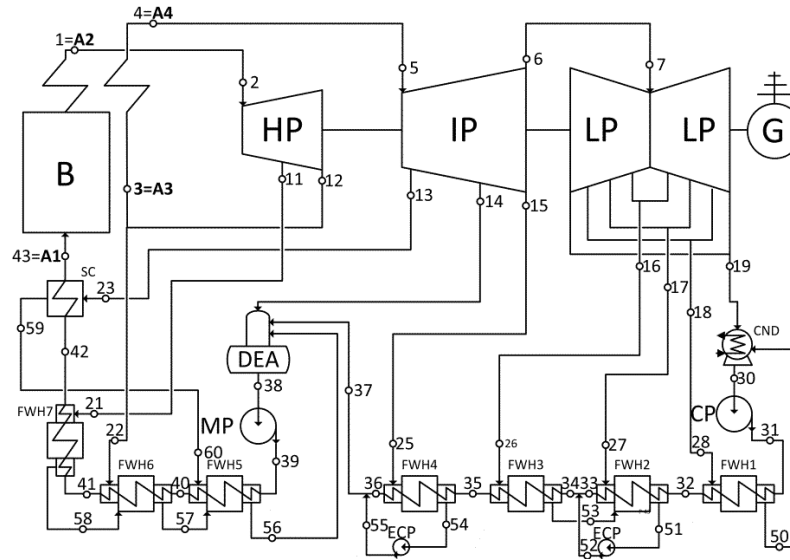 4=A4
1=A2
6
2
5
7
HP
IP
LP
LP
G
B
11
12
13
14
15
3=A3
43=A1
SC
23
16
17
18
19
59
42
DEA
38
37
CND
30
FWH7
21
22
MP
CP
31
60
39
25
26
27
28
FWH6
FWH5
FWH4
FWH3
FWH2
FWH1
41
40
36
35
34
33
32
58
57
56
55
54
53
52
51
50
ECP
ECP